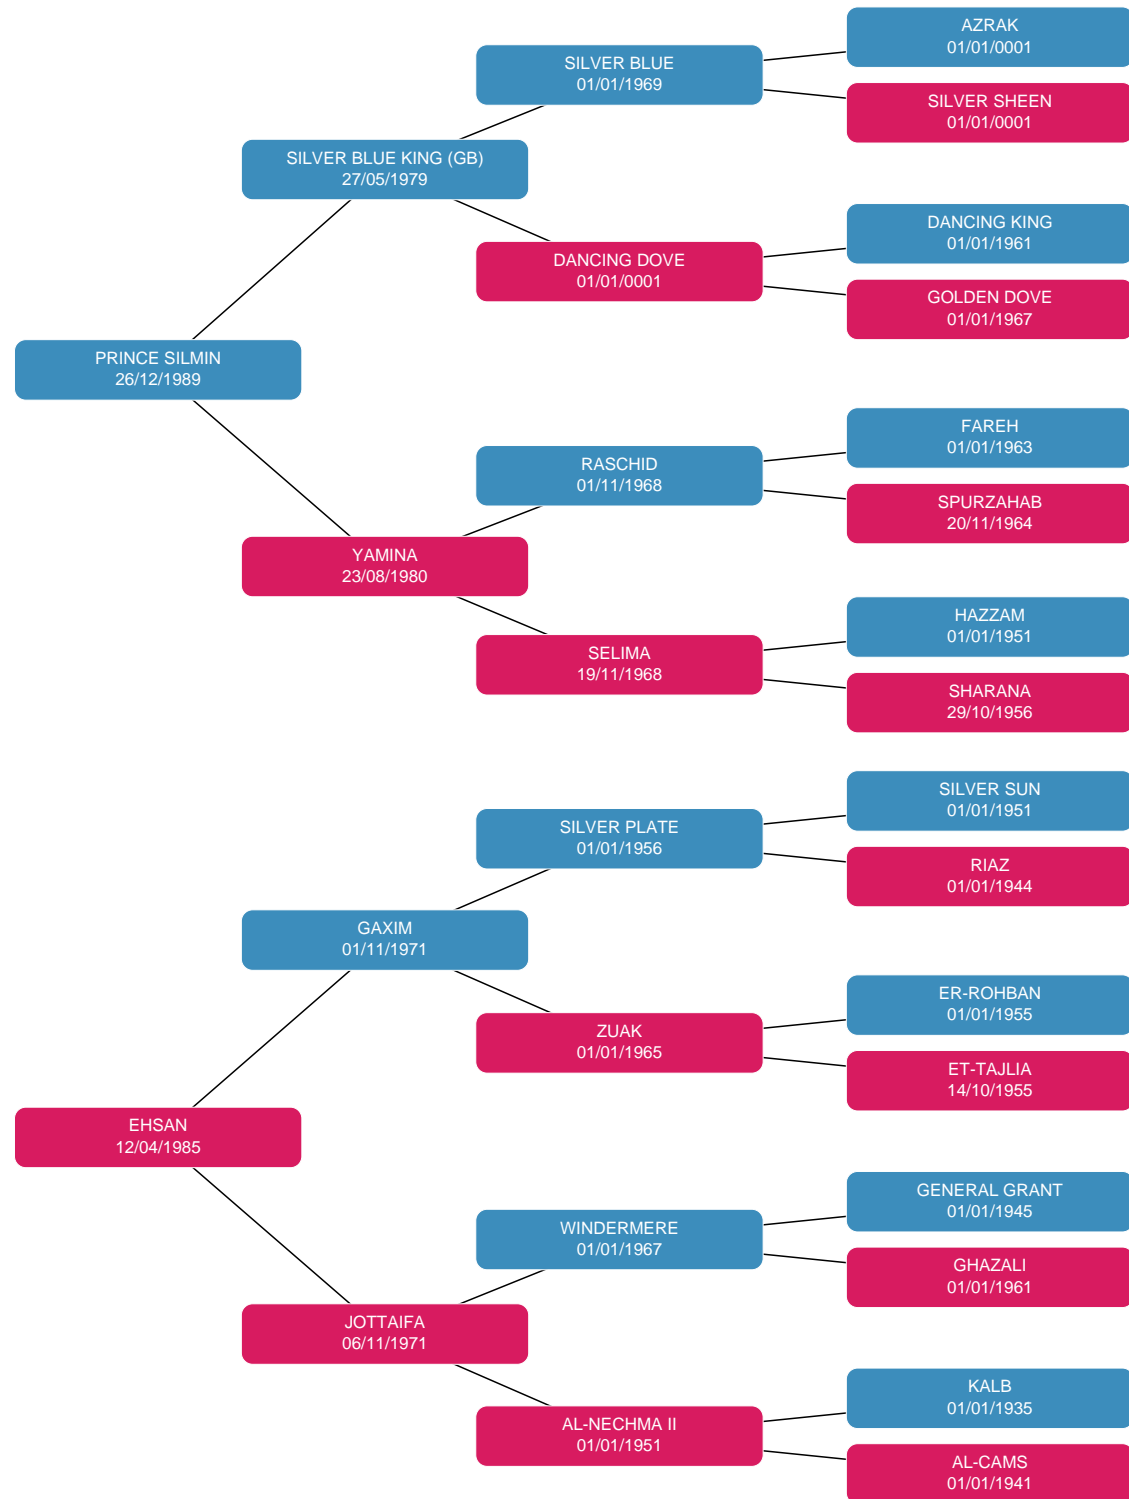 AZRAK
01/01/0001
SILVER BLUE
01/01/1969
SILVER SHEEN
01/01/0001
SILVER BLUE KING (GB)
27/05/1979
DANCING KING
01/01/1961
DANCING DOVE
01/01/0001
GOLDEN DOVE
01/01/1967
PRINCE SILMIN
26/12/1989
FAREH
01/01/1963
RASCHID
01/11/1968
SPURZAHAB
20/11/1964
YAMINA
23/08/1980
HAZZAM
01/01/1951
SELIMA
19/11/1968
SHARANA
29/10/1956
SILVER SUN
01/01/1951
SILVER PLATE
01/01/1956
RIAZ
01/01/1944
GAXIM
01/11/1971
ER-ROHBAN
01/01/1955
ZUAK
01/01/1965
ET-TAJLIA
14/10/1955
EHSAN
12/04/1985
GENERAL GRANT
01/01/1945
WINDERMERE
01/01/1967
GHAZALI
01/01/1961
JOTTAIFA
06/11/1971
KALB
01/01/1935
AL-NECHMA II
01/01/1951
AL-CAMS
01/01/1941